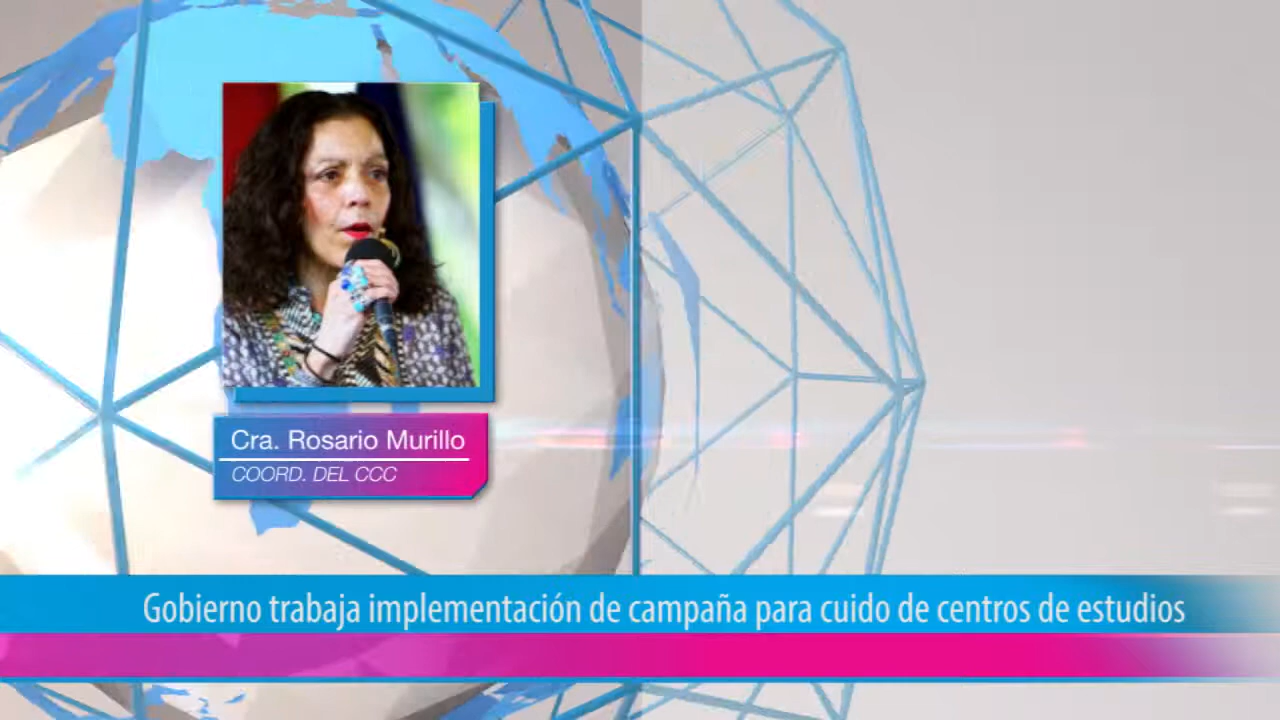 Cra. Rosario Murillo
COORD. DEL CCC
Gobierno trabaja implementación de campaña para cuido de centros de estudios